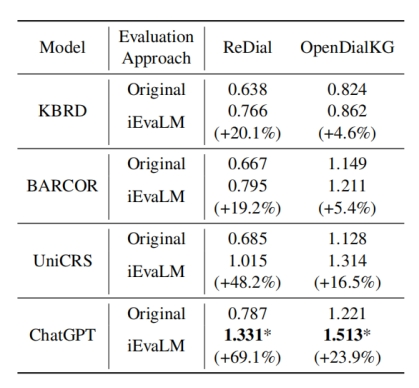 Model Evaluation Approach ReDial OpenDialKG
KBRD Original 0.638 0.824
iEvaLM 0.766 0.862
(+20.1%) (+4.6%)
BARCOR Original 0.667 1.149
iEvaLM 0.795 1.211
(+19.2%) (+5.4%)
UniCRS Original 0.685 1.128
iEvaLM 1.015 1.314
(+48.2%) (+16.5%)
ChatGPT Original 0.787 1.221
iEvaLM 1.331* 1.513*
(+69.1%) (+23.9%)